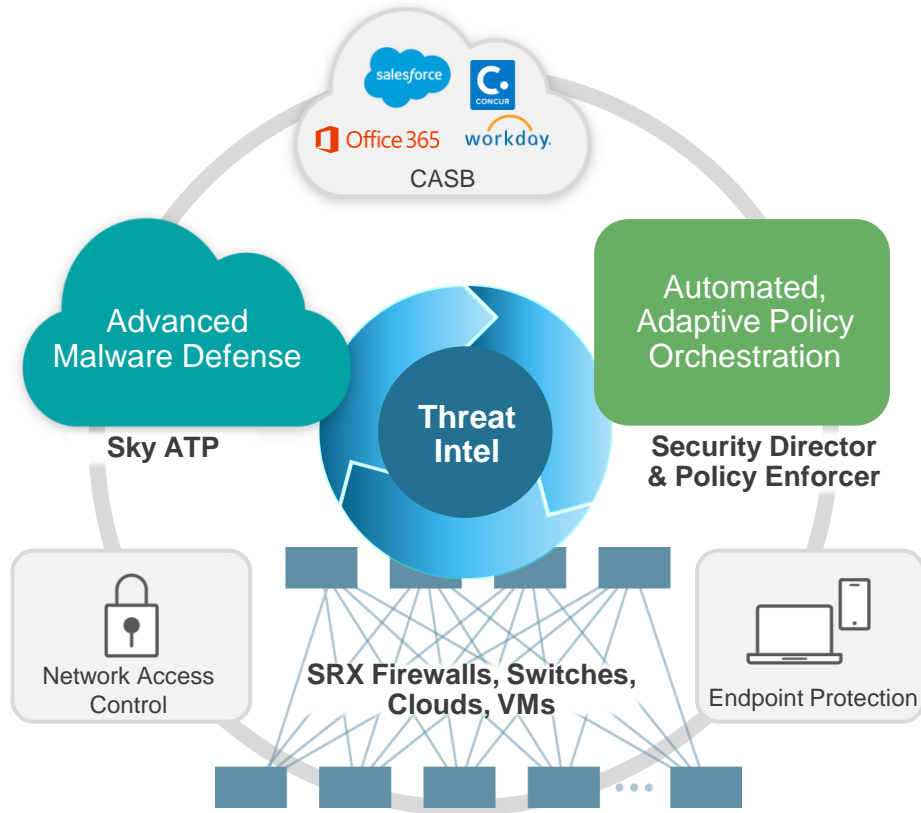 salesforce
C.
CONCUR
Office 365
workday.
CASB
Advanced
Malware Defense
Automated,
Adaptive Policy
Orchestration
Threat
Intel
Sky ATP
Security Director
& Policy Enforcer
Network Access
Control
SRX Firewalls, Switches,
Clouds, VMs
Endpoint Protection